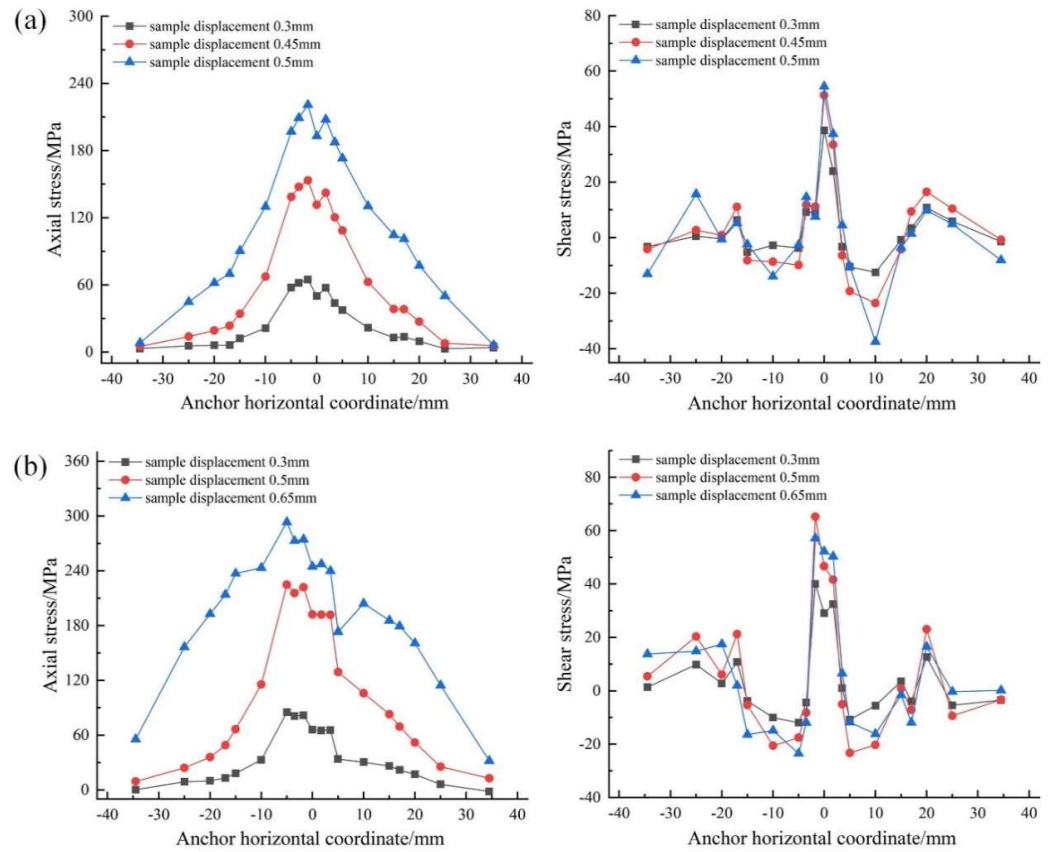 (a)
300
240
180
120
60
0
Axial stress/MPa
sample displacement 0.3mm
sample displacement 0.45mm
sample displacement 0.5mm
-40 -30 -20 -10 0 10 20 30 40
Anchor horizontal coordinate/mm
80
60
40
20
0
-20
-40
Shear stress/MPa
sample displacement 0.3mm
sample displacement 0.45mm
sample displacement 0.5mm
-40 -30 -20 -10 0 10 20 30 40
Anchor horizontal coordinate/mm
(b)
360
300
240
180
120
60
0
Axial stress/MPa
sample displacement 0.3mm
sample displacement 0.5mm
sample displacement 0.65mm
-40 -30 -20 -10 0 10 20 30 40
Anchor horizontal coordinate/mm
80
60
40
20
0
-20
-40
Shear stress/MPa
sample displacement 0.3mm
sample displacement 0.5mm
sample displacement 0.65mm
-40 -30 -20 -10 0 10 20 30 40
Anchor horizontal coordinate/mm